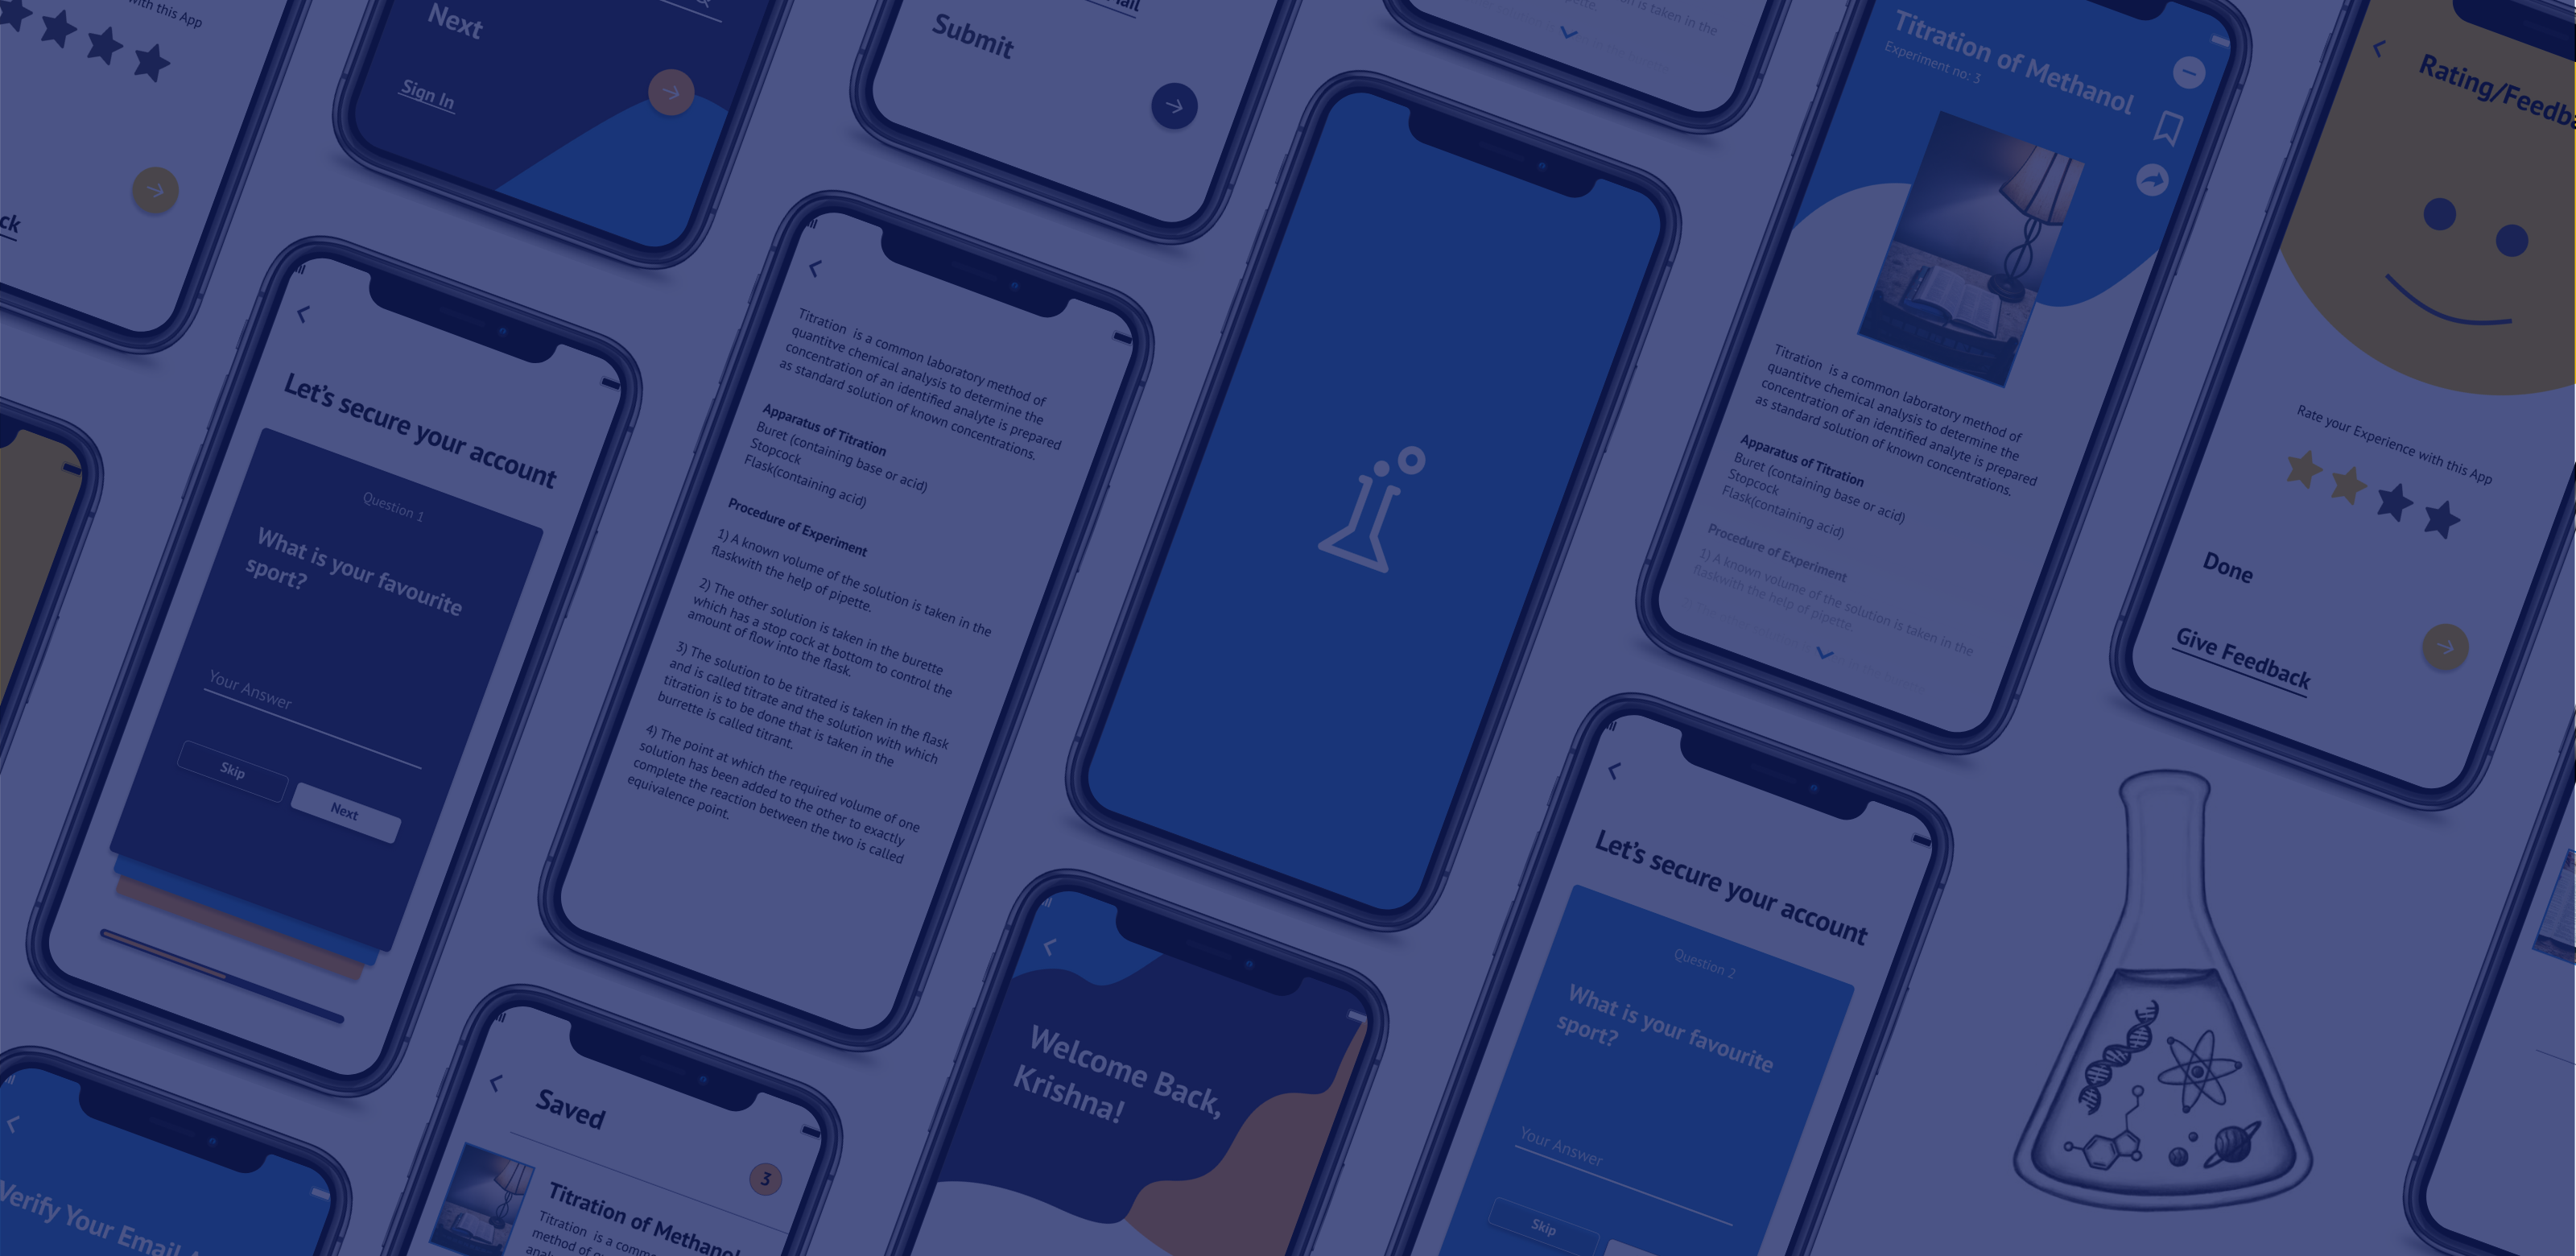 with this App
ck
Next
Sign In
Submit
Let's secure your account
Question 1
What is your favourite
sport?
Your Answer
Skip
Next
Titration is a common laboratory method of
quantitve chemical analysis to determine the
concentration of an identified analyte is prepared
as standard solution of known concentrations.
Apparatus of Titration
Buret (containing base or acid)
Stopcock
Flask(containing acid)
Procedure of Experiment
1) A known volume of the solution is taken in the
flaskwith the help of pipette.
2) The other solution is taken in the burette
which has a stop cock at bottom to control the
amount of flow into the flask.
3) The solution to be titrated is taken in the flask
and is called titrate and the solution with which
titration is to be done that is taken in the
burrette is called titrant.
4) The point at which the required volume of one
solution has been added to the other to exactly
complete the reaction between the two is called
equivalence point.
is taken in the
Titration of Methanol
Experiment no: 3
Titration is a common laboratory method of
quantitve chemical analysis to determine the
concentration of an identified analyte is prepared
as standard solution of known concentrations.
Apparatus of Titration
Buret (containing base or acid)
Stopcock
Flask(containing acid)
Procedure of Experiment
1) A known volume of the solution is taken in the
flaskwith the help of pipette.
Rating/Feedba
Rate your Experience with this App
Done
Give Feedback
Verify Your Email
Saved
3
Titration of Methanol
Titration is a comm
method of
Welcome Back,
Krishna!
Let's secure your account
Question 2
What is your favourite
sport?
Your Answer
Skip